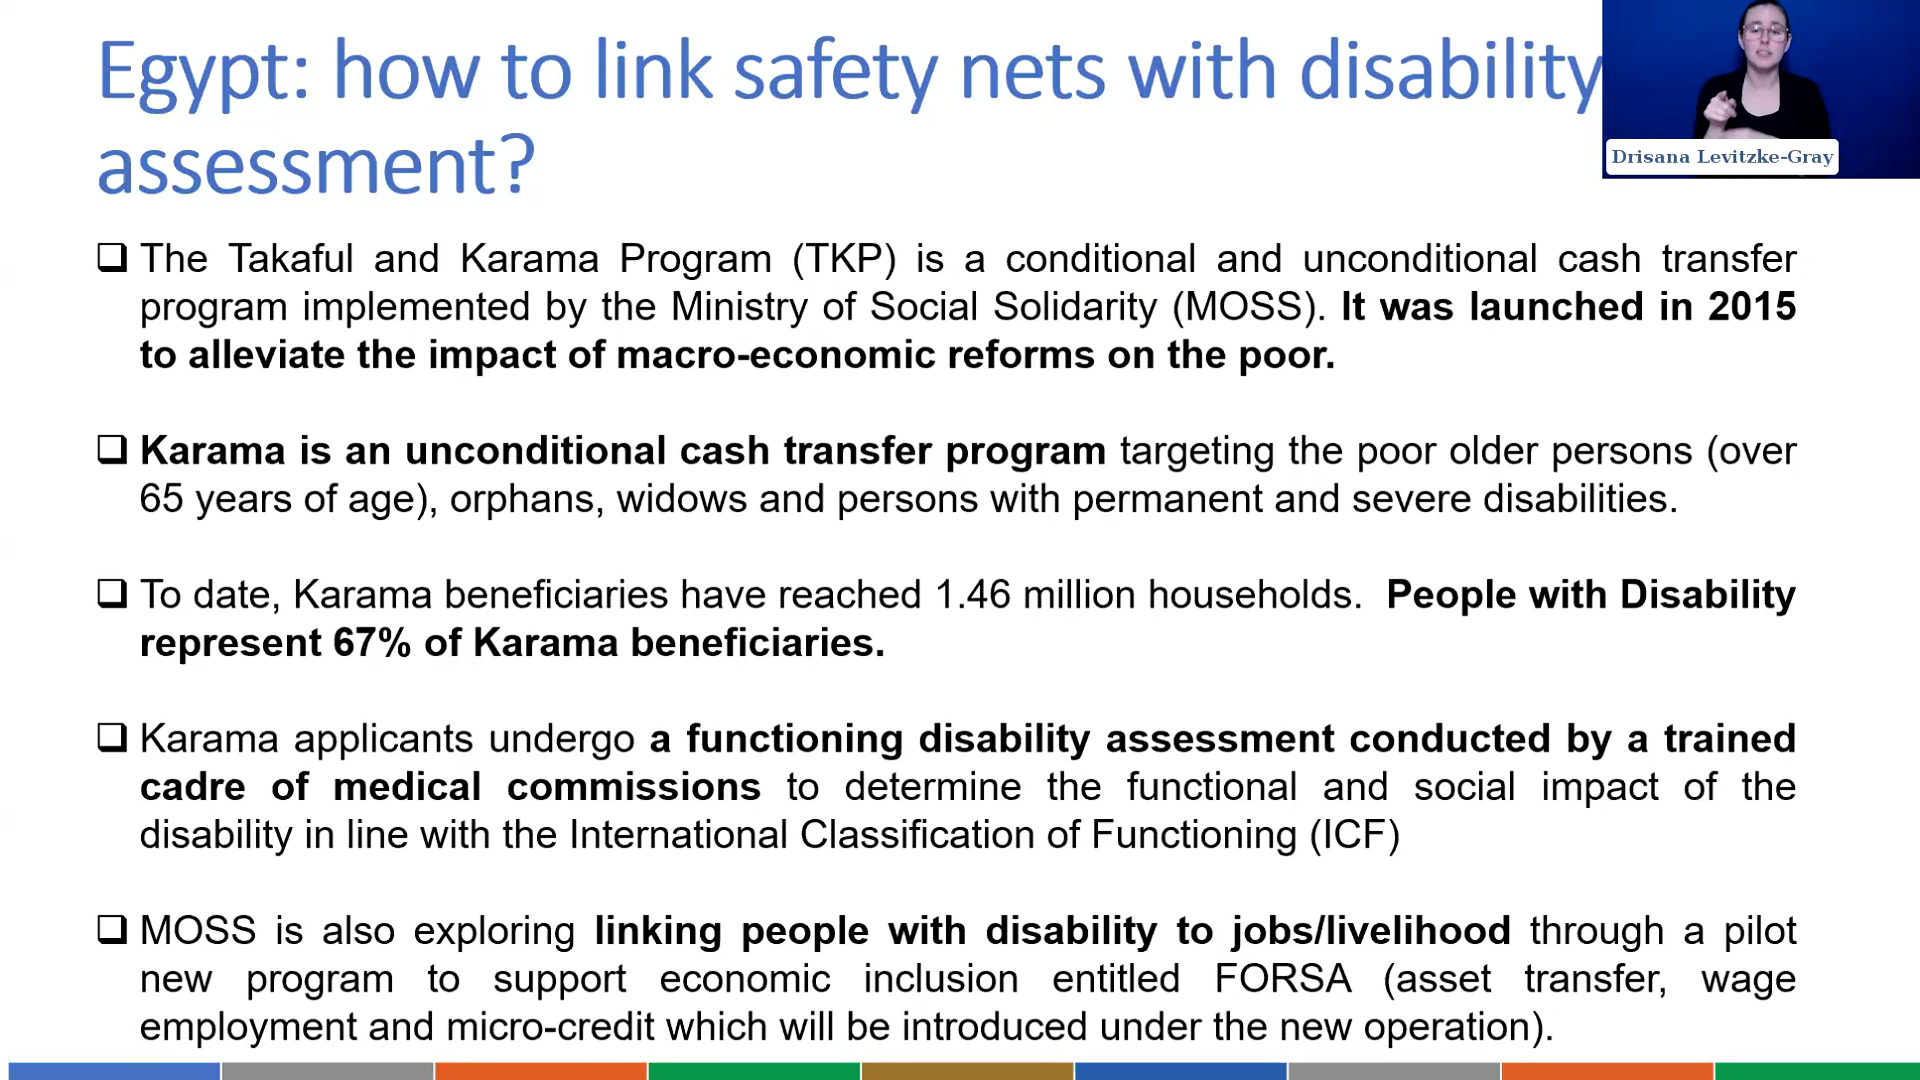 Egypt: how to link safety nets with disability
assessment?
Drisana Levitzke-Gray
❑ The Takaful and Karama Program (TKP) is a conditional and unconditional cash transfer
program implemented by the Ministry of Social Solidarity (MOSS). It was launched in 2015
to alleviate the impact of macro-economic reforms on the poor.
❑ Karama is an unconditional cash transfer program targeting the poor older persons (over
65 years of age), orphans, widows and persons with permanent and severe disabilities.
❑ To date, Karama beneficiaries have reached 1.46 million households. People with Disability
represent 67% of Karama beneficiaries.
❑ Karama applicants undergo a functioning disability assessment conducted by a trained
cadre of medical commissions to determine the functional and social impact of the
disability in line with the International Classification of Functioning (ICF)
❑ MOSS is also exploring linking people with disability to jobs/livelihood through a pilot
new program to support economic inclusion entitled FORSA (asset transfer, wage
employment and micro-credit which will be introduced under the new operation).